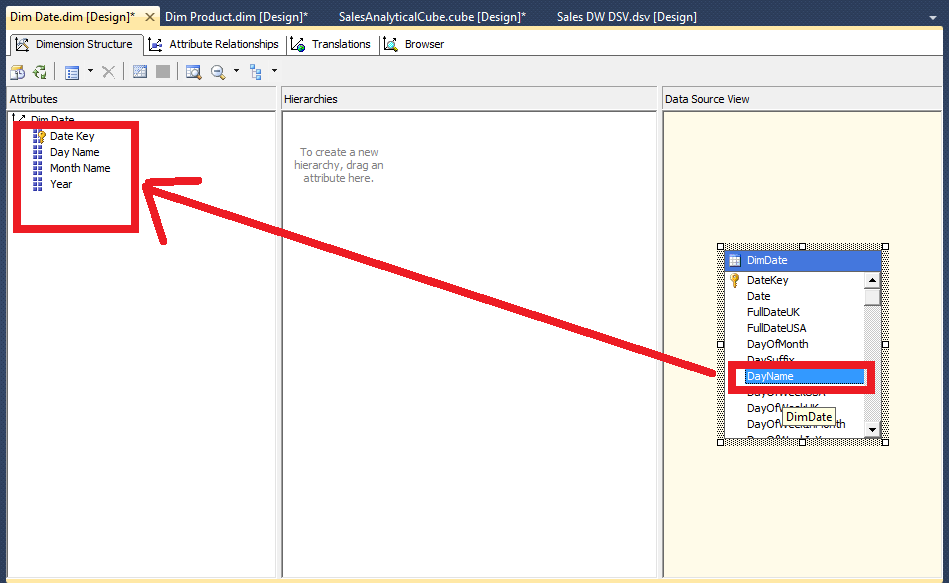 Dim Date.dim [Design]* Dim Product.dim [Design]* SalesAnalyticalCube.cube [Design]* Sales DW DSV.dsv [Design]
Dimension Structure Attribute Relationships Translations Browser
Attributes Hierarchies Data Source View
Dim Date
Date Key
Day Name
Month Name
Year
To create a new
hierarchy, drag an
attribute here.
DimDate
DateKey
Date
FullDateUK
FullDateUSA
DayOfMonth
DaySuffix
DayName
DayOfWeekUSA
DayOfWeekUK
DimDate
DayOfWeekInMonth
DayOfWeekInYear